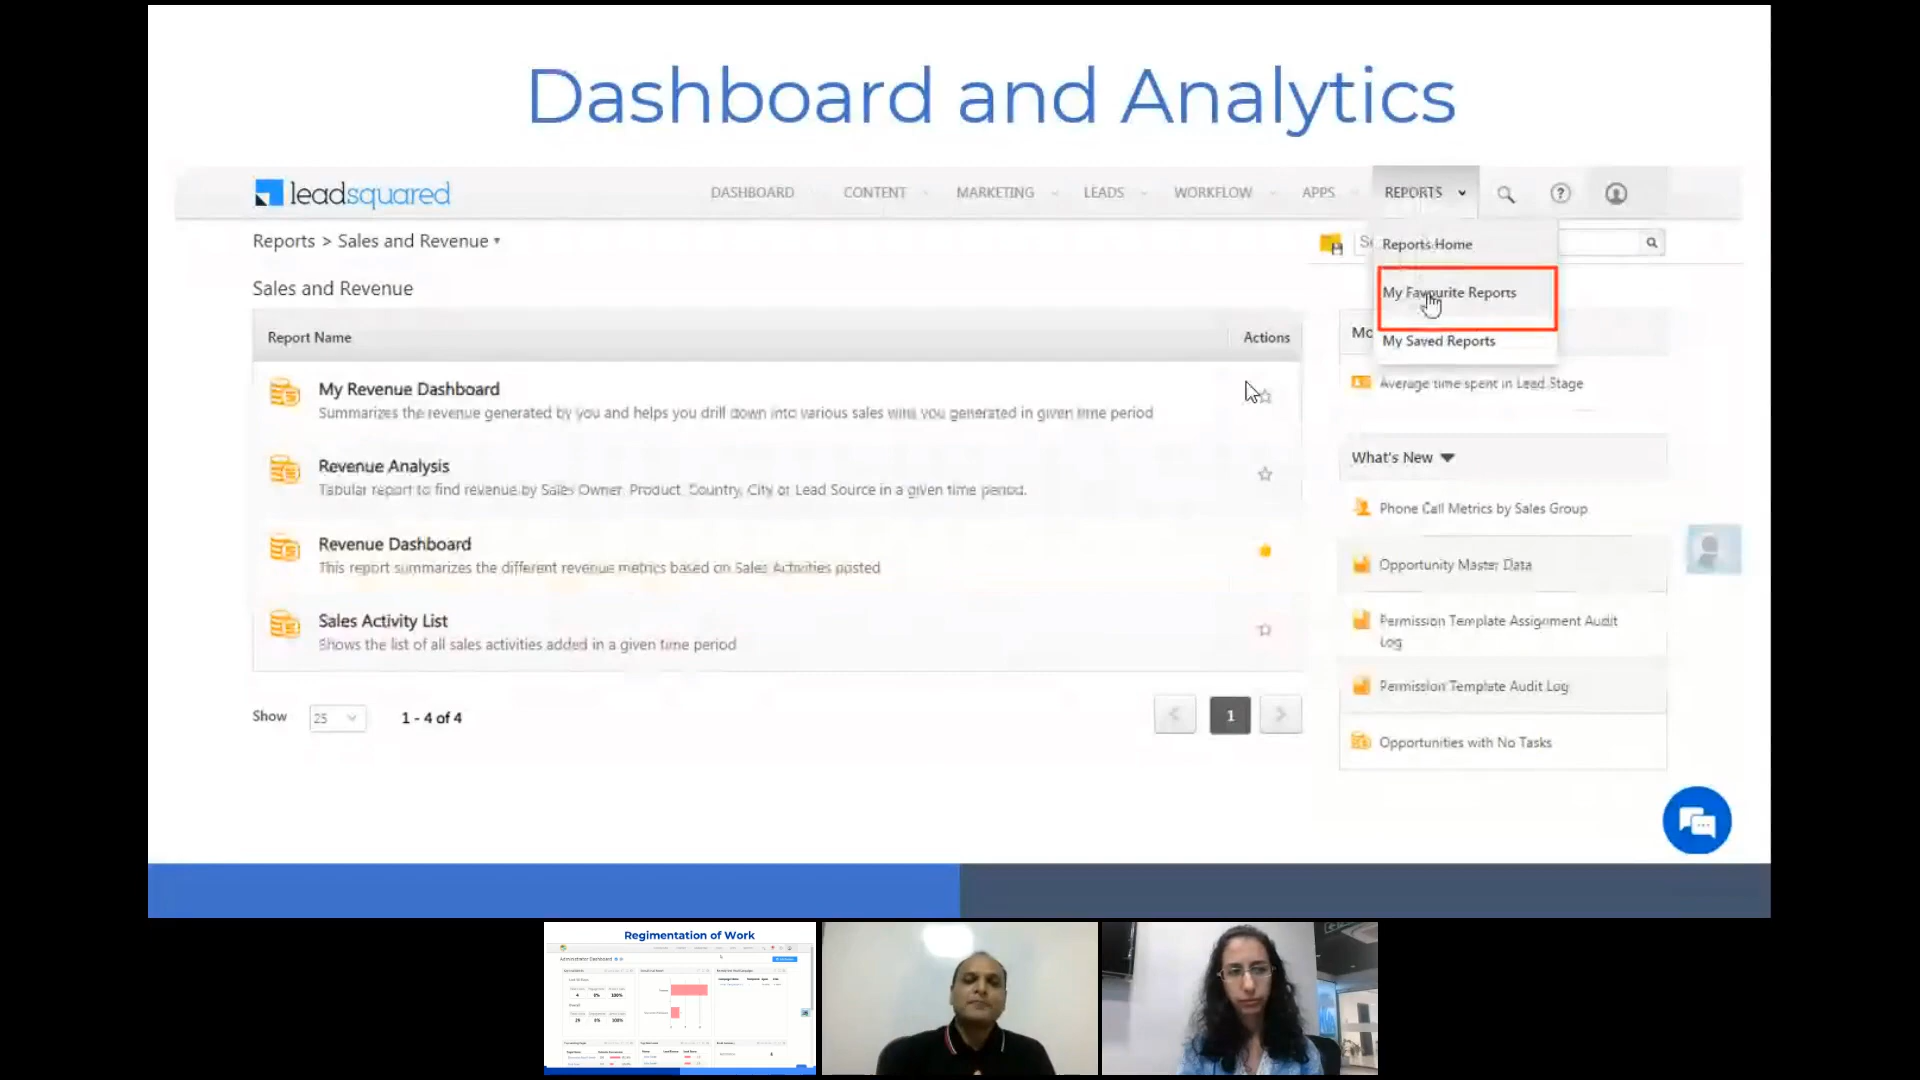 Dashboard and Analytics
leadsquared
DASHBOARD CONTENT MARKETING LEADS WORKFLOW APPS REPORTS
Reports > Sales and Revenue
Reports Home
My Favourite Reports
My Saved Reports
Sales and Revenue
Report Name Actions
My Revenue Dashboard
Summarizes the revenue generated by you and helps you drill down into various sales wins you generated in given time period
Revenue Analysis
Tabular report to find revenue by Sales Owner, Product, Country, City or Lead Source in a given time period.
Revenue Dashboard
This report summarizes the different revenue metrics based on Sales Activities posted
Sales Activity List
Shows the list of all sales activities added in a given time period
Show 25 1 - 4 of 4
1
Average time spent in Lead Stage
What's New
Phone Call Metrics by Sales Group
Opportunity Master Data
Permission Template Assignment Audit
Log
Permission Template Audit Log
Opportunities with No Tasks
Regimentation of Work
Administrator Dashboard